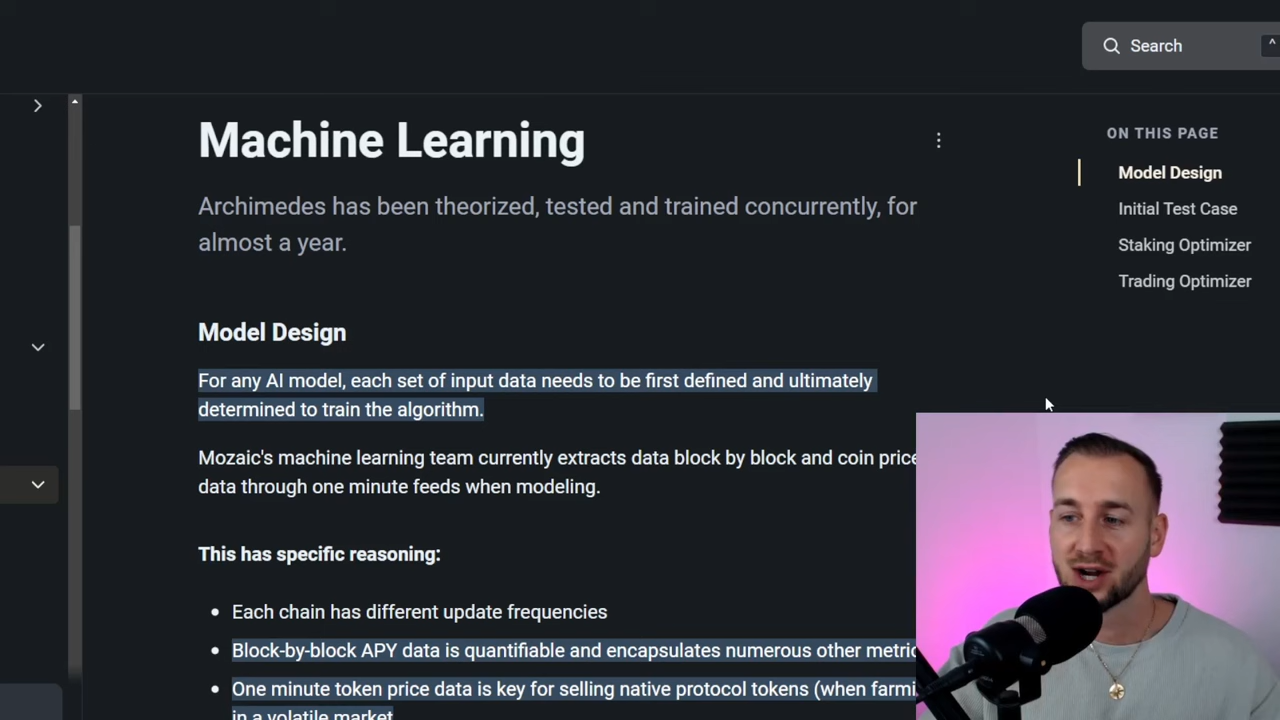 Search
Machine Learning
Archimedes has been theorized, tested and trained concurrently, for
almost a year.
ON THIS PAGE
Model Design
Initial Test Case
Staking Optimizer
Trading Optimizer
Model Design
For any AI model, each set of input data needs to be first defined and ultimately
determined to train the algorithm.
Mozaic's machine learning team currently extracts data block by block and coin price
data through one minute feeds when modeling.
This has specific reasoning:
• Each chain has different update frequencies
• Block-by-block APY data is quantifiable and encapsulates numerous other
• One minute token price data is key for selling native protocol tokens (when
in a volatile market